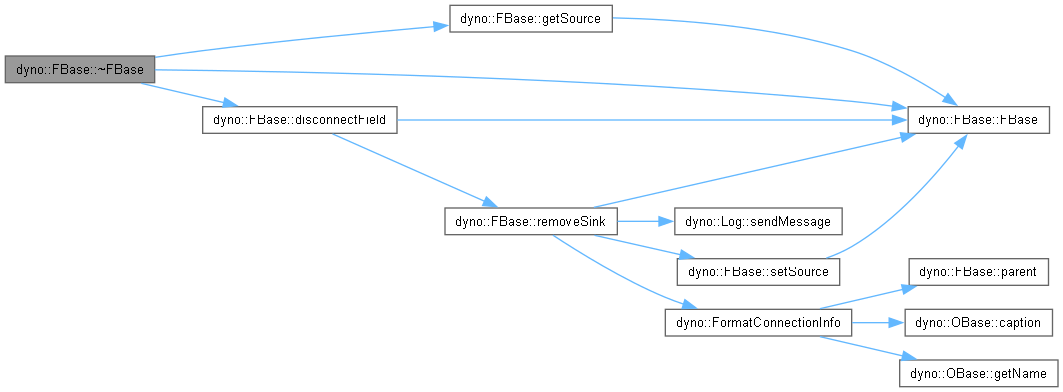 dyno::FBase::getSource
dyno::FBase::~FBase
dyno::FBase::disconnectField
dyno::FBase::FBase
dyno::FBase::removeSink
dyno::Log::sendMessage
dyno::FBase::setSource
dyno::FBase::parent
dyno::FormatConnectionInfo
dyno::OBase::caption
dyno::OBase::getName